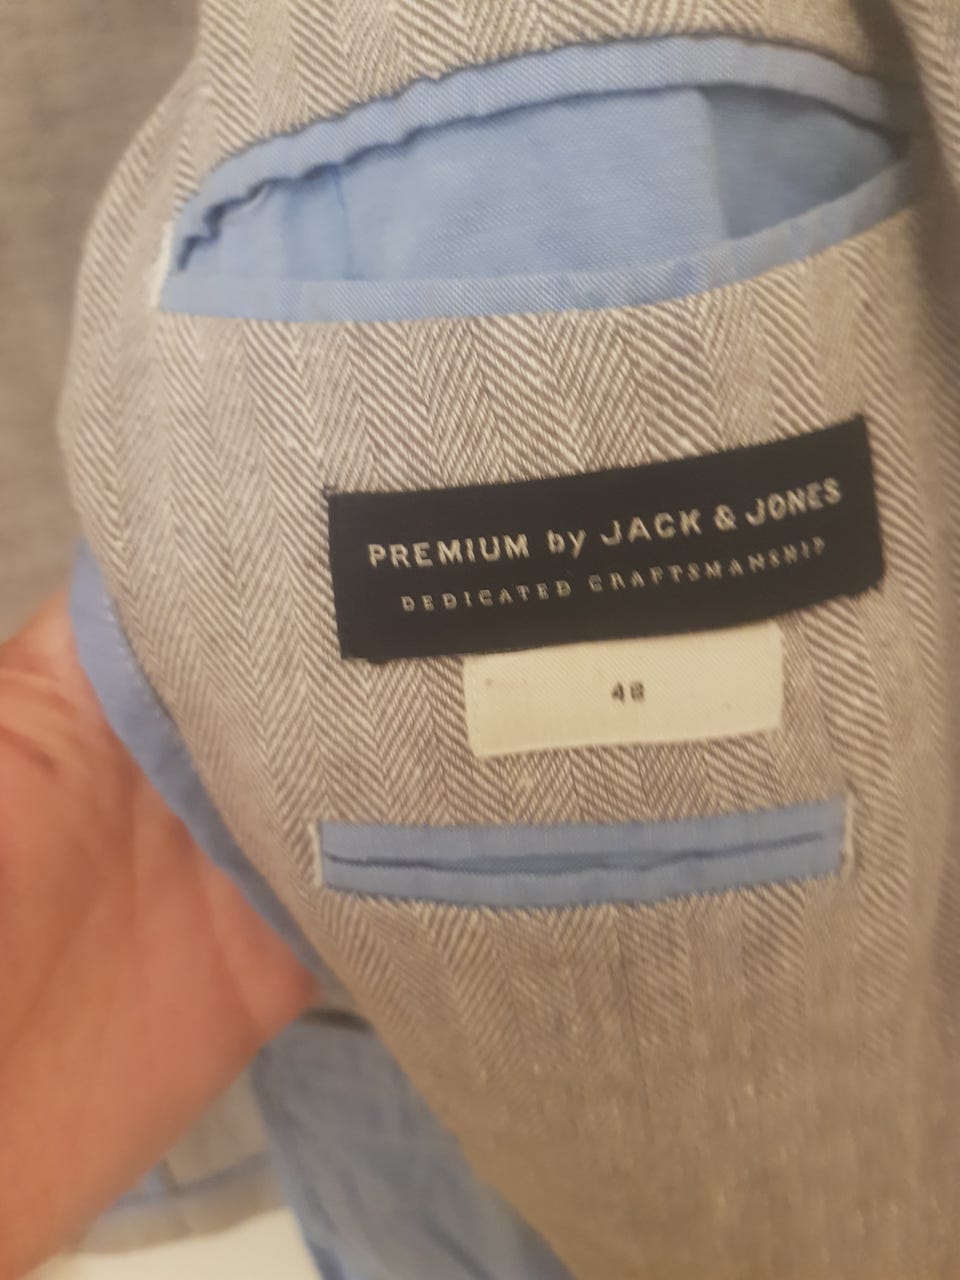 PREMIUM by JACK & JONES
DEDICATED CRAFTSMANSHIP
48